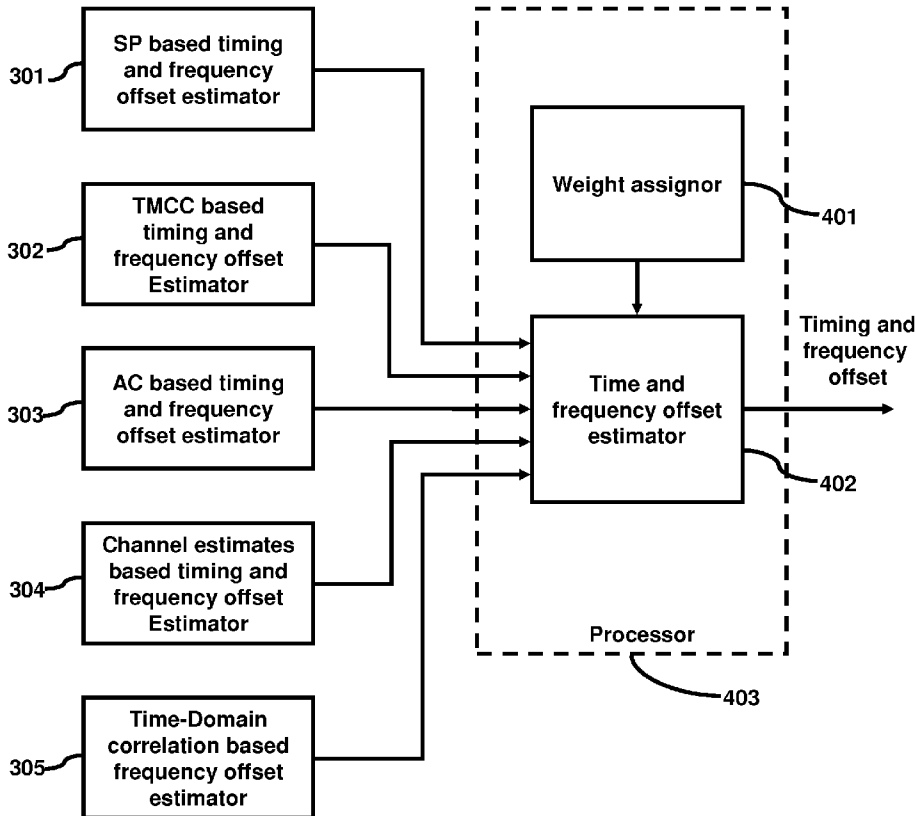 SP based timing
and frequency
offset estimator
301
TMCC based
timing and
frequency offset
Estimator
302
AC based timing
and frequency
offset estimator
303
Channel estimates
based timing and
frequency offset
Estimator
304
Time-Domain
correlation based
frequency offset
estimator
305
Weight assignor
401
Time and
frequency offset
estimator
402
Timing and
frequency
offset
Processor
403